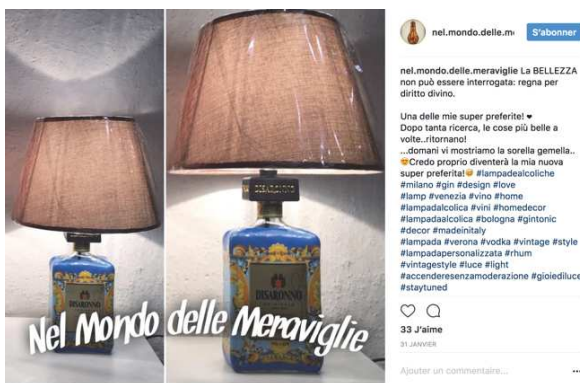 DISARONNO
DISARONNO
Nel Mondo delle Meraviglie
S'abonner
nel.mondo.delle.meraviglie La BELLEZZA
non può essere interrogata: regna per
diritto divino.
Una delle mie super preferite! ♥
Dopo tanta ricerca, le cose più belle a
volte..ritornano!
...domani vi mostriamo la sorella gemella..
😍Credo proprio diventerà la mia nuova
super preferita!😍 #lampadealcoliche
#milano #gin #design #love
#lamp #venezia #vino #home
#lampadalcolica #vini #homedecor
#lampadaalcolica #bologna #gintonic
#decor #madeinitaly
#lampada #verona #vodka #vintage #style
#lampadapersonalizzata #rhum
#vintagestyle #luce #light
#accenderesenzamoderazione #gioiediluce
#staytuned
33 J'aime
31 JANVIER
Ajouter un commentaire...